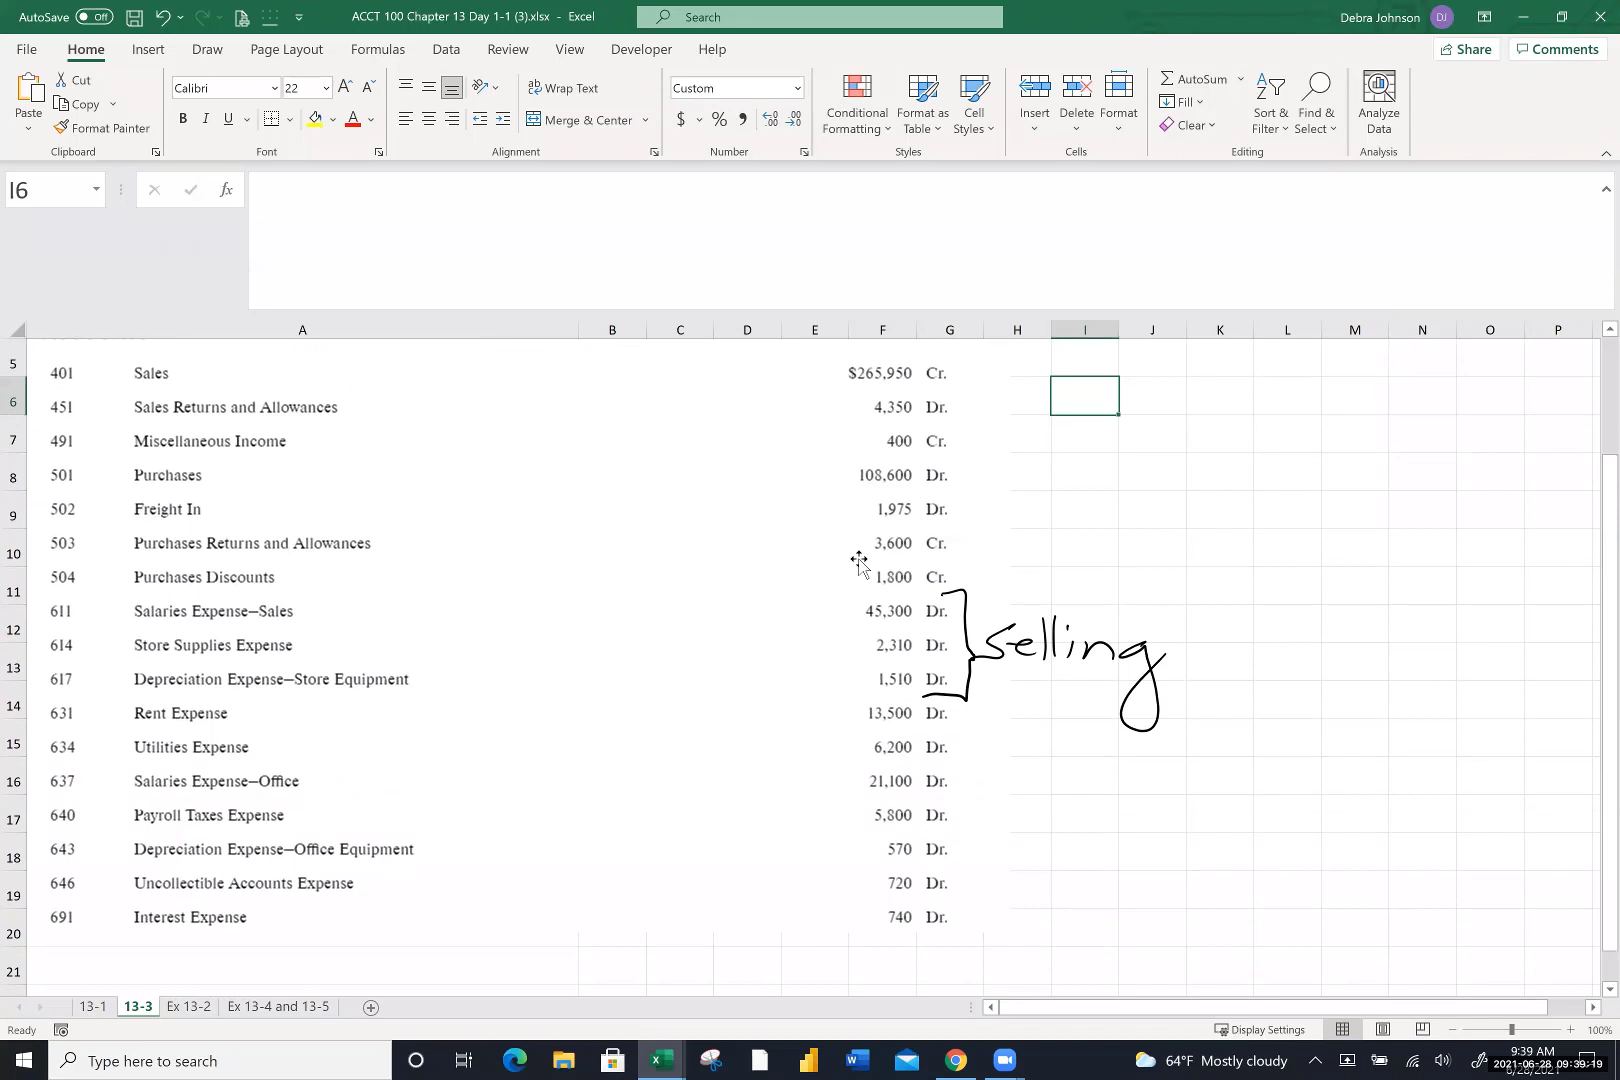 AutoSave Off ACCT 100 Chapter 13 Day 1-1 (3).xlsx - Excel Search Debra Johnson DJ
File Home Insert Draw Page Layout Formulas Data Review View Developer Help Share Comments
Paste Cut Copy Format Painter Clipboard
Calibri 22 A A B I U A Font
ab Wrap Text Merge & Center Alignment
Custom $ % Number
Conditional Formatting Format as Table Cell Styles Styles
Insert Delete Format Cells
AutoSum Fill Clear Sort & Filter Find & Select Editing
Analyze Data Analysis
I6 fx
A B C D E F G H I J K L M N O P
5 401 Sales $265,950 Cr.
6 451 Sales Returns and Allowances 4,350 Dr.
7 491 Miscellaneous Income 400 Cr.
8 501 Purchases 108,600 Dr.
9 502 Freight In 1,975 Dr.
10 503 Purchases Returns and Allowances 3,600 Cr.
11 504 Purchases Discounts 1,800 Cr.
12 611 Salaries Expense—Sales 45,300 Dr.
13 614 Store Supplies Expense 2,310 Dr. Selling
14 617 Depreciation Expense—Store Equipment 1,510 Dr.
15 631 Rent Expense 13,500 Dr.
16 634 Utilities Expense 6,200 Dr.
17 637 Salaries Expense—Office 21,100 Dr.
18 640 Payroll Taxes Expense 5,800 Dr.
19 643 Depreciation Expense—Office Equipment 570 Dr.
20 646 Uncollectible Accounts Expense 720 Dr.
21 691 Interest Expense 740 Dr.
13-1 13-3 Ex 13-2 Ex 13-4 and 13-5
Ready Display Settings 100%
Type here to search 64°F Mostly cloudy 9:39 AM
2021-06-28 09:39:19